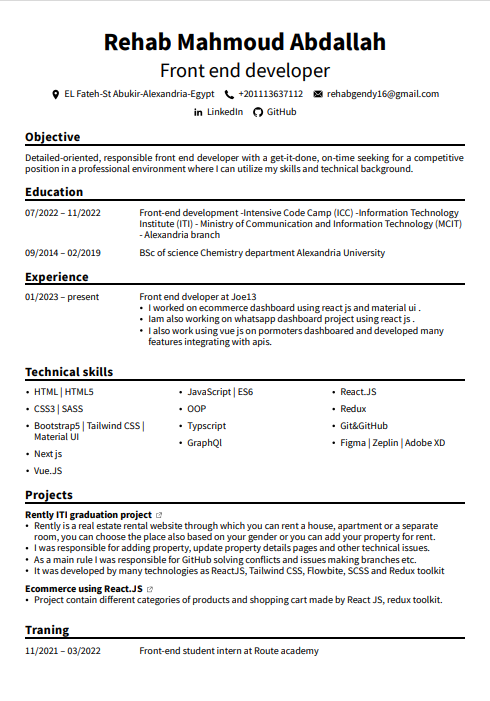 Rehab Mahmoud Abdallah
Front end developer
EL Fateh-St Abukir-Alexandria-Egypt +201113637112 rehabgendy16@gmail.com
LinkedIn GitHub
Objective
Detailed-oriented, responsible front end developer with a get-it-done, on-time seeking for a competitive
position in a professional environment where I can utilize my skills and technical background.
Education
07/2022 – 11/2022 Front-end development -Intensive Code Camp (ICC) -Information Technology
Institute (ITI) - Ministry of Communication and Information Technology (MCIT)
- Alexandria branch
09/2014 – 02/2019 BSc of science Chemistry department Alexandria University
Experience
01/2023 – present Front end dveloper at Joe13
• I worked on ecommerce dashboard using react js and material ui .
• Iam also working on whatsapp dashboard project using react js .
• I also work using vue js on pormoters dashboared and developed many
features integrating with apis.
Technical skills
• HTML | HTML5 • JavaScript | ES6 • React.JS
• CSS3 | SASS • OOP • Redux
• Bootstrap5 | Tailwind CSS | • Typscript • Git&GitHub
Material UI • GraphQl • Figma | Zeplin | Adobe XD
• Next js
• Vue.JS
Projects
Rently ITI graduation project
• Rently is a real estate rental website through which you can rent a house, apartment or a separate
room, you can choose the place also based on your gender or you can add your property for rent.
• I was responsible for adding property, update property details pages and other technical issues.
• As a main rule I was responsible for GitHub solving conflicts and issues making branches etc.
• It was developed by many technologies as ReactJS, Tailwind CSS, Flowbite, SCSS and Redux toolkit
Ecommerce using React.JS
• Project contain different categories of products and shopping cart made by React JS, redux toolkit.
Traning
11/2021 – 03/2022 Front-end student intern at Route academy